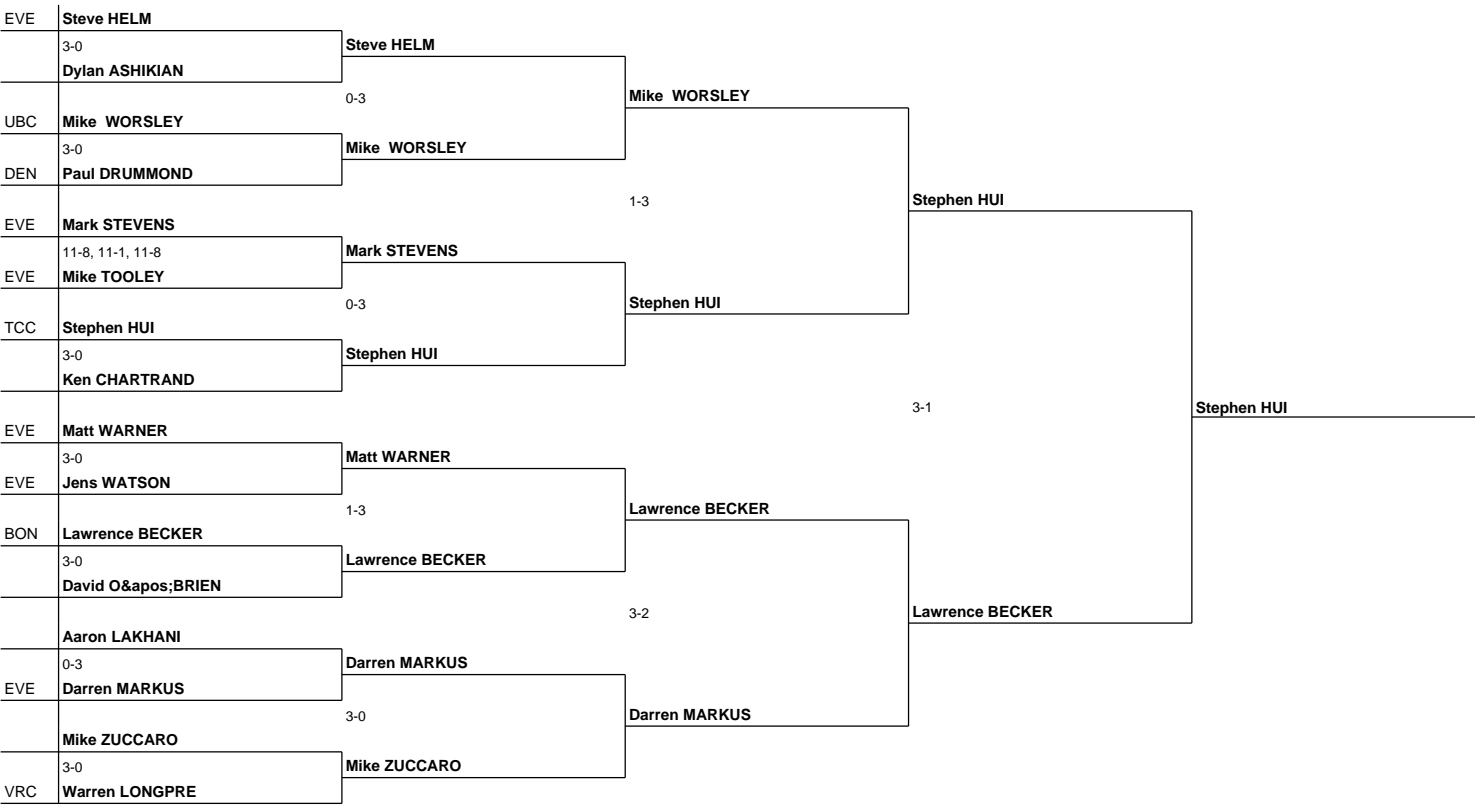 EVE Steve HELM
3-0 Steve HELM
Dylan ASHIKIAN
0-3 Mike WORSLEY
UBC Mike WORSLEY
3-0 Mike WORSLEY
DEN Paul DRUMMOND
1-3 Stephen HUI
EVE Mark STEVENS
11-8, 11-1, 11-8 Mark STEVENS
EVE Mike TOOLEY
0-3 Stephen HUI
TCC Stephen HUI
3-0 Stephen HUI
Ken CHARTRAND
3-1 Stephen HUI
EVE Matt WARNER
3-0 Matt WARNER
EVE Jens WATSON
1-3 Lawrence BECKER
BON Lawrence BECKER
3-0 Lawrence BECKER
David O&apos;BRIEN
3-2 Lawrence BECKER
Aaron LAKHANI
0-3 Darren MARKUS
EVE Darren MARKUS
3-0 Darren MARKUS
Mike ZUCCARO
3-0 Mike ZUCCARO
VRC Warren LONGPRE